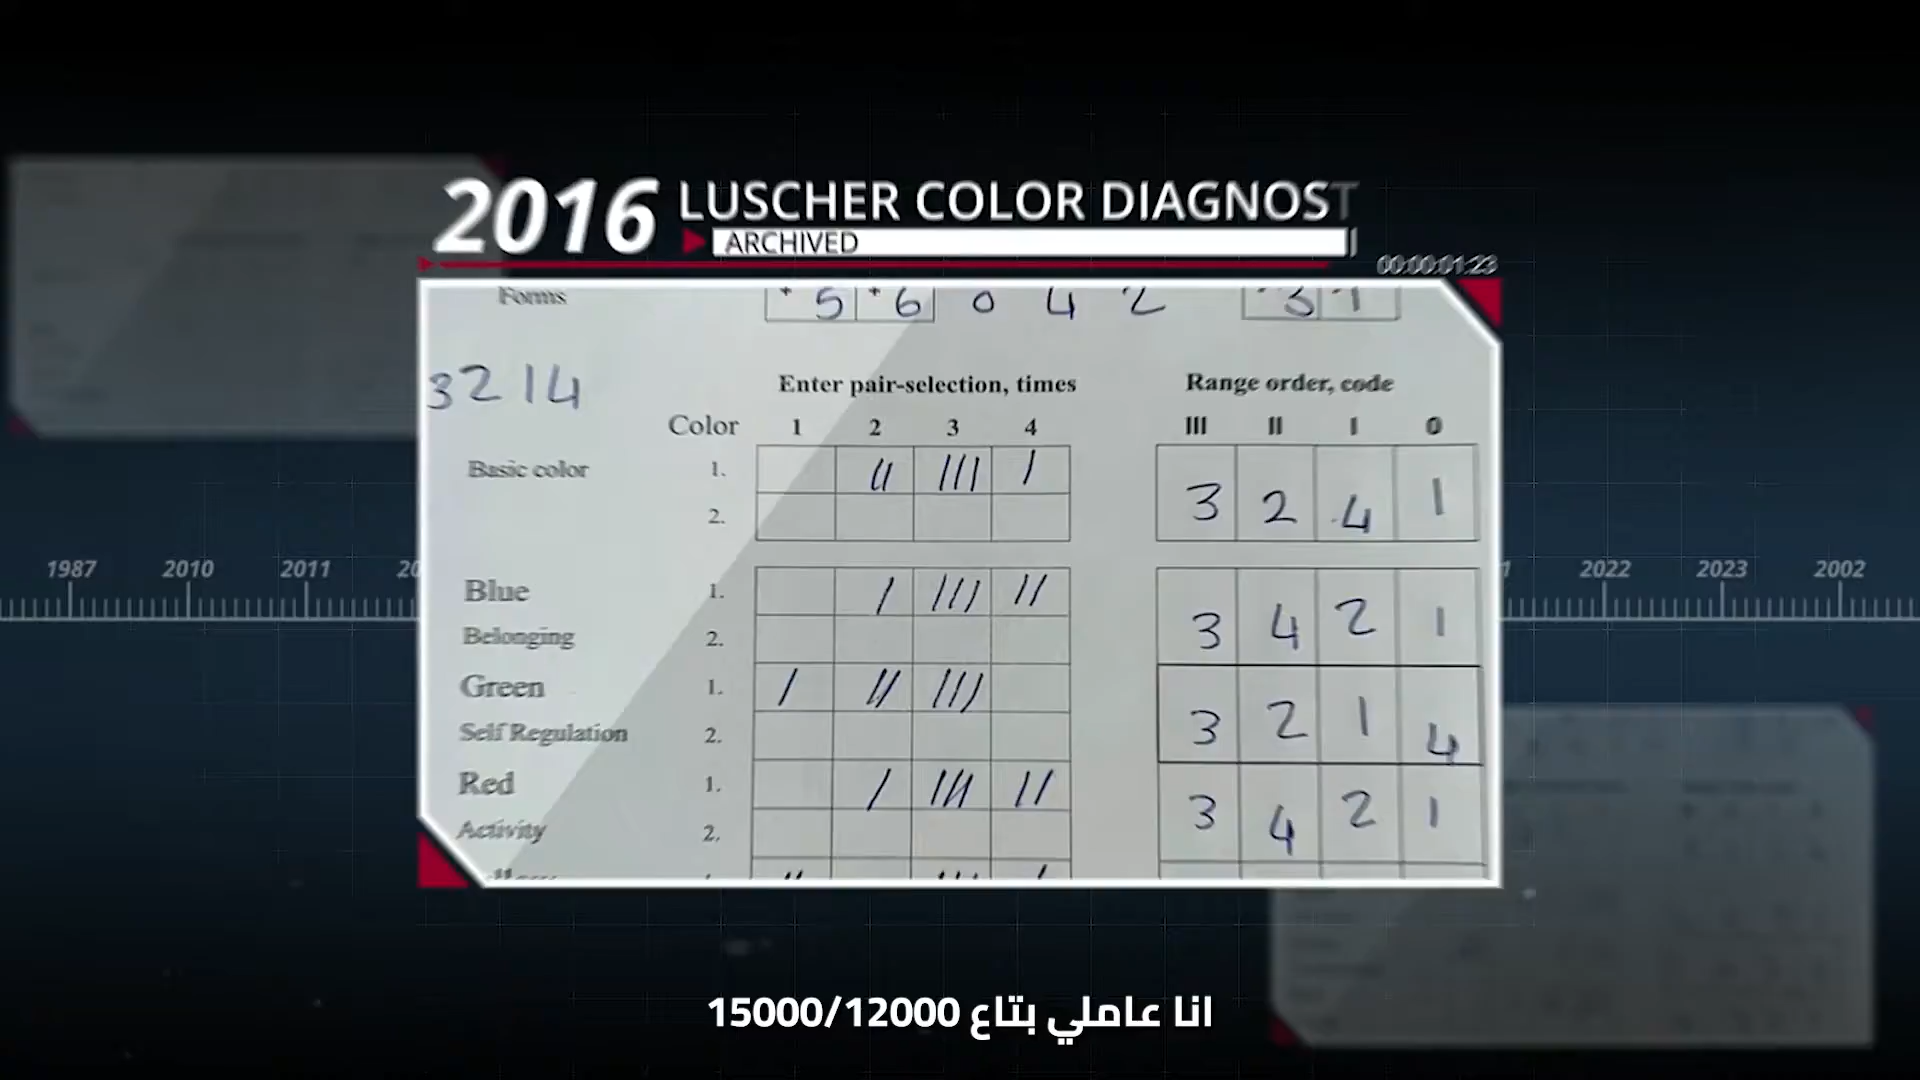 2016 LUSCHER COLOR DIAGNOST
ARCHIVED
00:00:01:23
Forms + 5 + 6 0 4 2 3 1
3214
Enter pair-selection, times Range order, code
Color 1 2 3 4 III II I 0
Basic color 1. // /// / 3 2 4 1
2.
Blue 1. / /// // 3 4 2 1
Belonging 2.
Green 1. / // /// 3 2 1 4
Self Regulation 2.
Red 1. / /// // 3 4 2 1
Activity 2.
1987 2010 2011 20
1 2022 2023 2002
انا عاملي بتاع 15000/12000